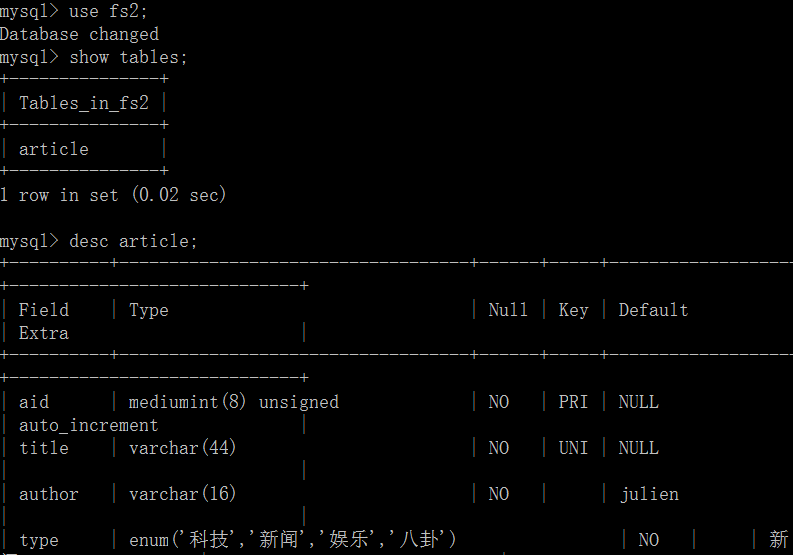 mysql> use fs2;
Database changed
mysql> show tables;
+---------------+
| Tables_in_fs2 |
+---------------+
| article       |
+---------------+
1 row in set (0.02 sec)

mysql> desc article;
+----------+-----------------------------------+------+-----+-------------------
+-----------------------------+
| Field    | Type                              | Null | Key | Default
| Extra                       |
+----------+-----------------------------------+------+-----+-------------------
+-----------------------------+
| aid      | mediumint(8) unsigned             | NO   | PRI | NULL
| auto_increment              |
| title    | varchar(44)                       | NO   | UNI | NULL
|                             |
| author   | varchar(16)                       | NO   |     | julien
|                             |
| type     | enum('科技','新闻','娱乐','八卦')                | NO   |     | 新